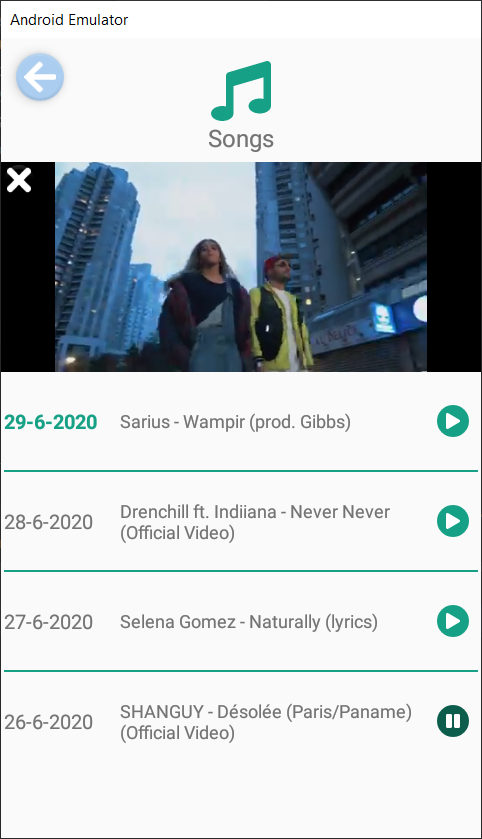 Android Emulator
Songs
29-6-2020
Sarius - Wampir (prod. Gibbs)
28-6-2020
Drenchill ft. Indiiana - Never Never
(Official Video)
27-6-2020
Selena Gomez - Naturally (lyrics)
26-6-2020
SHANGUY - Désolée (Paris/Paname)
(Official Video)